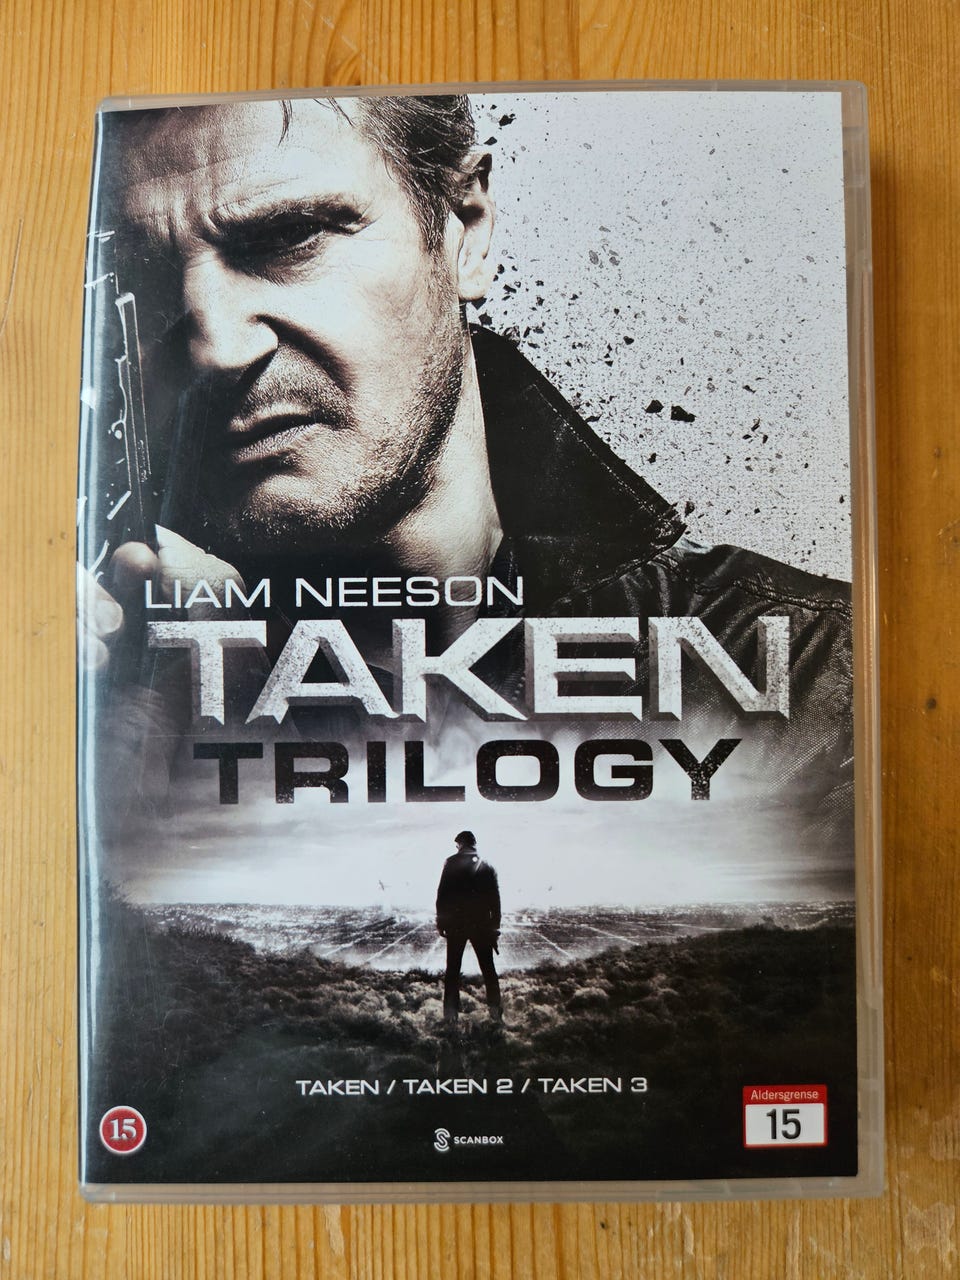 LIAM NEESON
TAKEN
TRILOGY
TAKEN / TAKEN 2 / TAKEN 3
15
SCANBOX
Aldersgrense
15